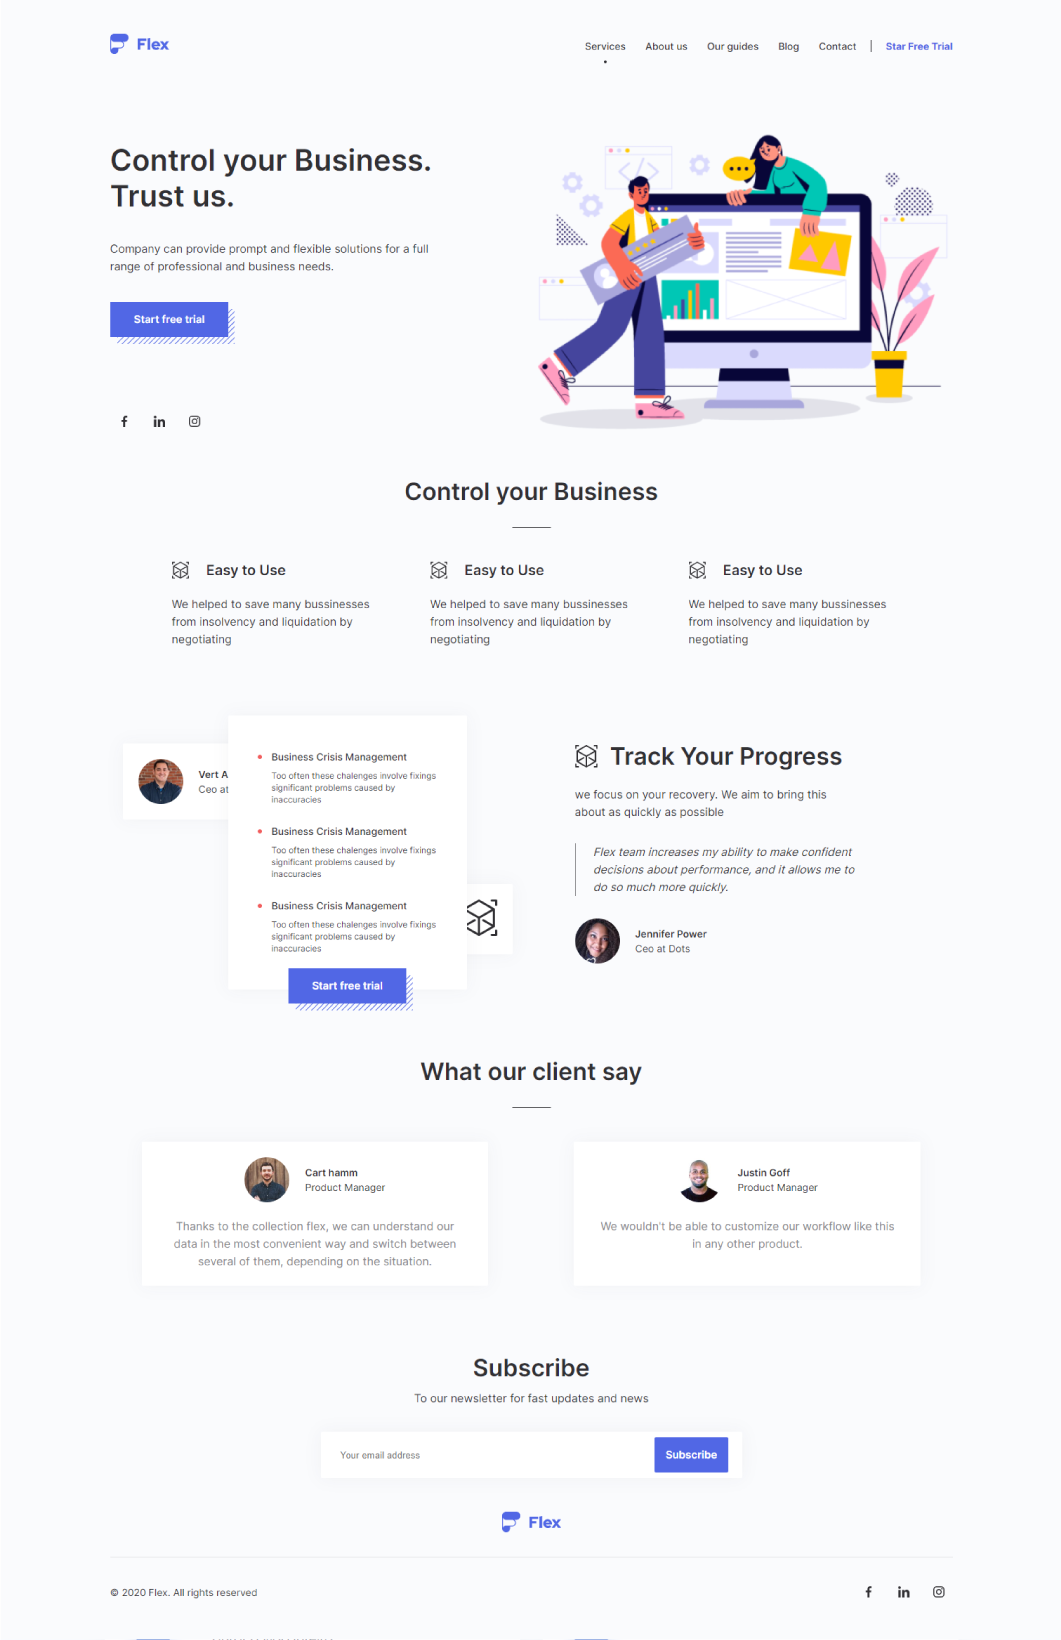 Flex
Services About us Our guides Blog Contact | Star Free Trial
Control your Business.
Trust us.
Company can provide prompt and flexible solutions for a full
range of professional and business needs.
Start free trial
Control your Business
Easy to Use
We helped to save many bussinesses
from insolvency and liquidation by
negotiating
Easy to Use
We helped to save many bussinesses
from insolvency and liquidation by
negotiating
Easy to Use
We helped to save many bussinesses
from insolvency and liquidation by
negotiating
Vert A
Ceo at
Business Crisis Management
Too often these chalenges involve fixings
significant problems caused by
inaccuracies
Business Crisis Management
Too often these chalenges involve fixings
significant problems caused by
inaccuracies
Business Crisis Management
Too often these chalenges involve fixings
significant problems caused by
inaccuracies
Start free trial
Track Your Progress
we focus on your recovery. We aim to bring this
about as quickly as possible
Flex team increases my ability to make confident
decisions about performance, and it allows me to
do so much more quickly.
Jennifer Power
Ceo at Dots
What our client say
Cart hamm
Product Manager
Thanks to the collection flex, we can understand our
data in the most convenient way and switch between
several of them, depending on the situation.
Justin Goff
Product Manager
We wouldn't be able to customize our workflow like this
in any other product.
Subscribe
To our newsletter for fast updates and news
Your email address
Subscribe
Flex
© 2020 Flex. All rights reserved